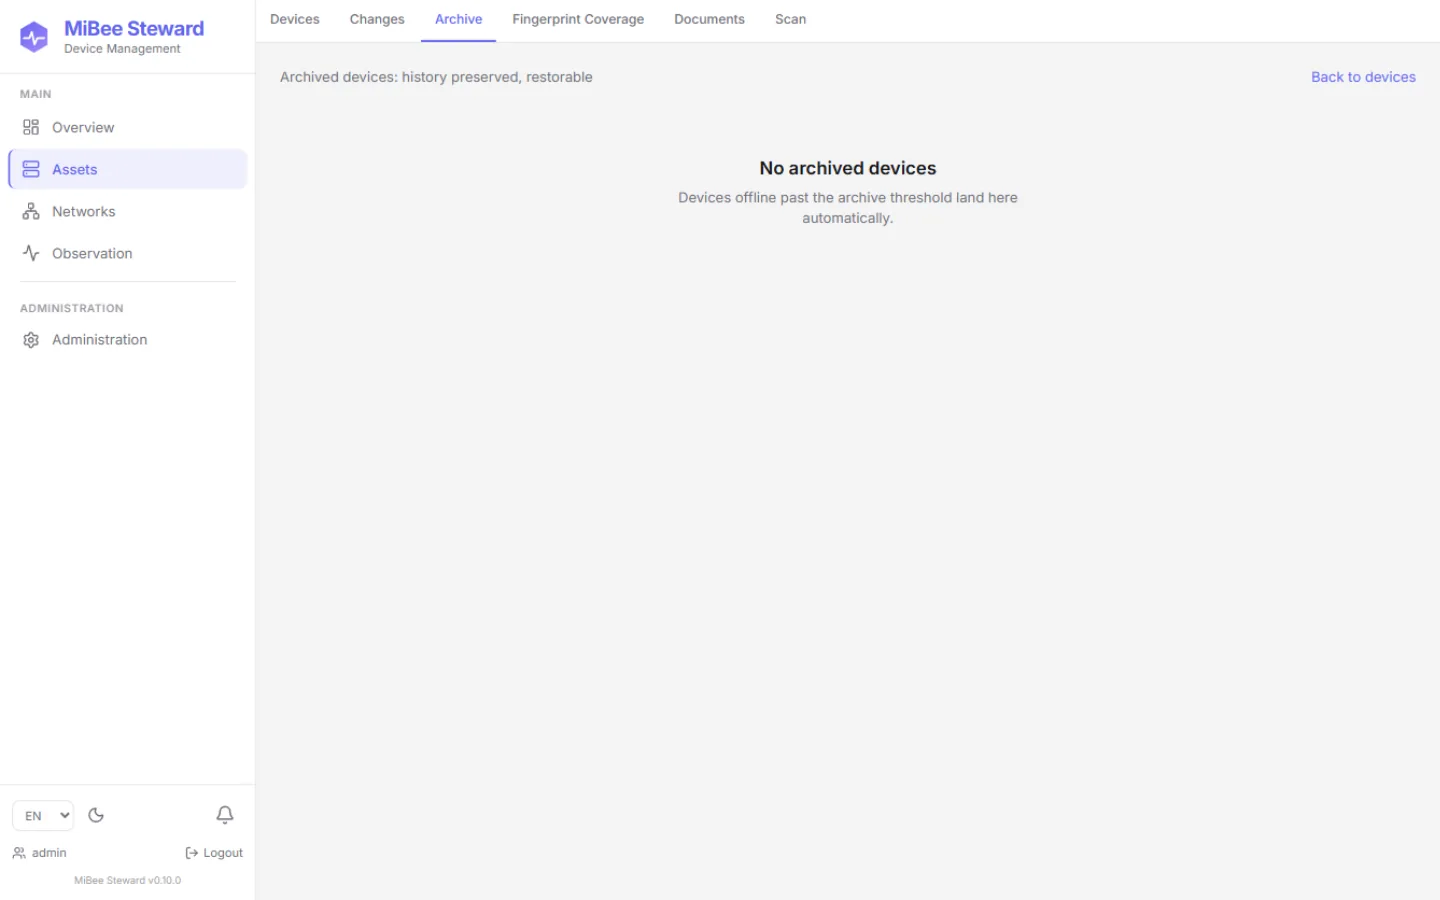 MiBee Steward
Device Management
MAIN
Overview
Assets
Networks
Observation
ADMINISTRATION
Administration
EN
admin
Logout
MiBee Steward v0.10.0
Devices
Changes
Archive
Fingerprint Coverage
Documents
Scan
Archived devices: history preserved, restorable
Back to devices
No archived devices
Devices offline past the archive threshold land here
automatically.